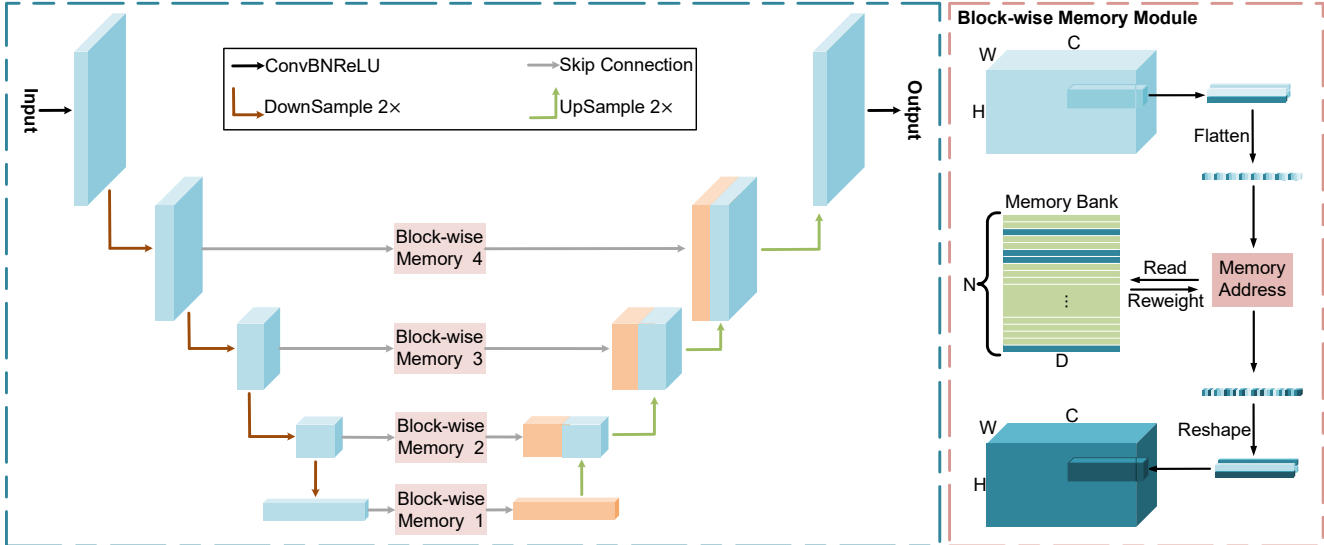 Input
ConvBNReLU
Skip Connection
DownSample 2×
UpSample 2×
Output
Block-wise
Memory 4
Block-wise
Memory 3
Block-wise
Memory 2
Block-wise
Memory 1
Block-wise Memory Module
W
C
H
Flatten
Memory Bank
N
⋮
D
Read
Reweight
Memory
Address
W
C
H
Reshape